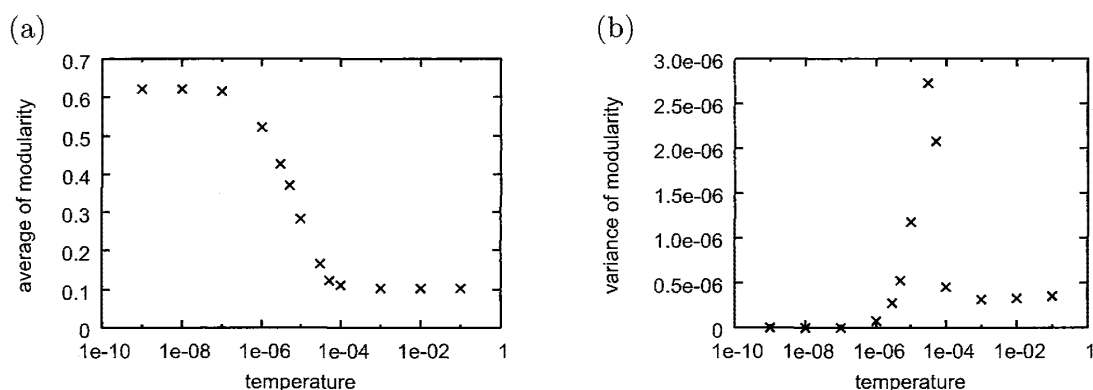 (a)
average of modularity
0.7
0.6
0.5
0.4
0.3
0.2
0.1
0
1e-10 1e-08 1e-06 1e-04 1e-02 1
temperature
(b)
variance of modularity
3.0e-06
2.5e-06
2.0e-06
1.5e-06
1.0e-06
0.5e-06
0
1e-10 1e-08 1e-06 1e-04 1e-02 1
temperature